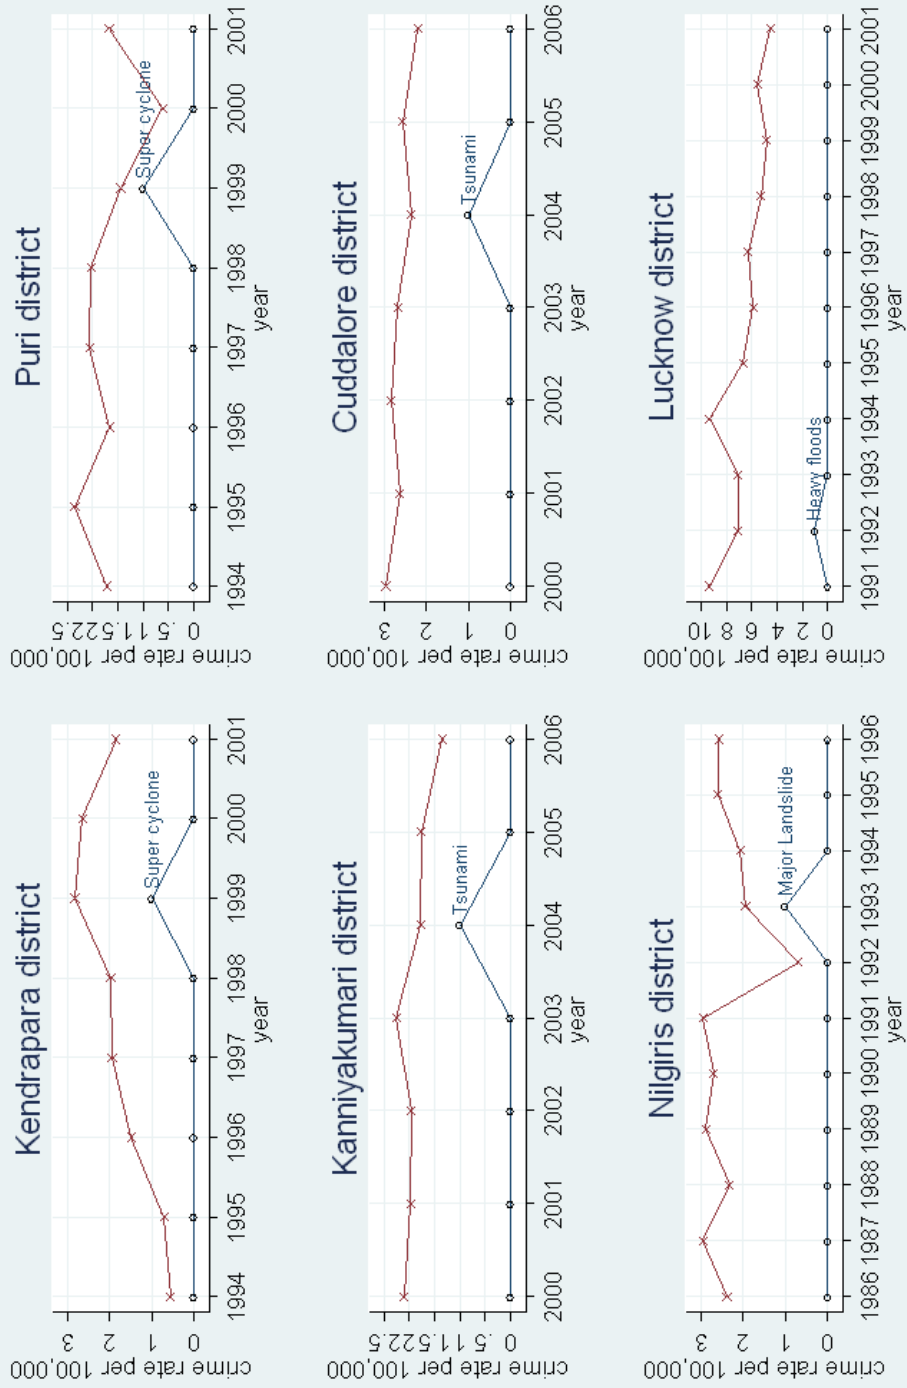 Kendrapara district
crime rate per 100,000
3
2
1
0
Super cyclone
1994 1995 1996 1997 1998 1999 2000 2001
year
Puri district
crime rate per 100,000
2.5
2
1.5
1
.5
0
Super cyclone
1994 1995 1996 1997 1998 1999 2000 2001
year
Kanniyakumari district
crime rate per 100,000
2.5
2
1.5
1
.5
0
Tsunami
2000 2001 2002 2003 2004 2005 2006
year
Cuddalore district
crime rate per 100,000
3
2
1
0
Tsunami
2000 2001 2002 2003 2004 2005 2006
year
Nilgiris district
crime rate per 100,000
3
2
1
0
Major Landslide
1986 1987 1988 1989 1990 1991 1992 1993 1994 1995 1996
year
Lucknow district
crime rate per 100,000
10
8
6
4
2
0
Heavy floods
1991 1992 1993 1994 1995 1996 1997 1998 1999 2000 2001
year